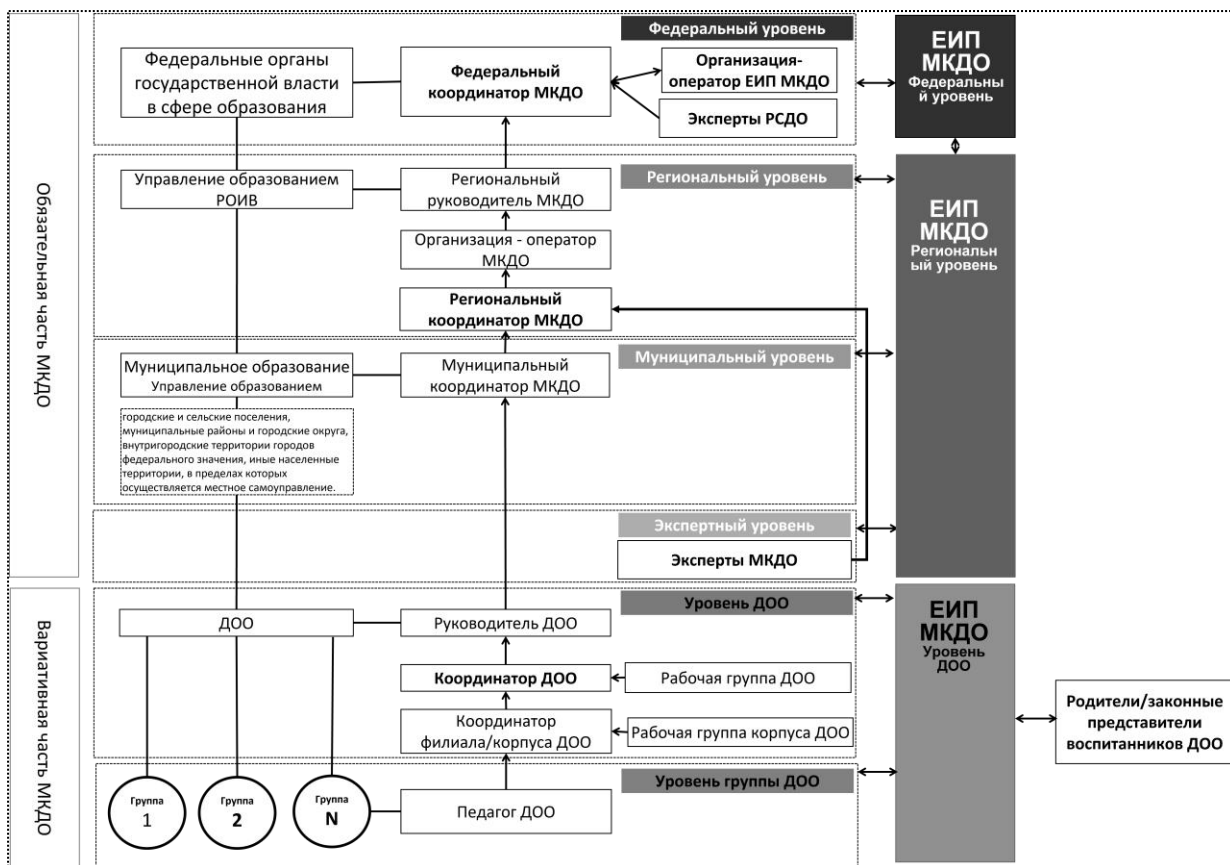 Обязательная часть МКДО
Федеральный уровень
Федеральные органы
государственной власти
в сфере образования
Федеральный
координатор МКДО
Организация-
оператор ЕИП МКДО
Эксперты РСДО
ЕИП
МКДО
Федеральны
й уровень
Региональный уровень
Управление образованием
РОИВ
Региональный
руководитель МКДО
Организация - оператор
МКДО
Региональный
координатор МКДО
ЕИП
МКДО
Региональн
ый уровень
Муниципальный уровень
Муниципальное образование
Управление образованием
Муниципальный
координатор МКДО
городские и сельские поселения,
муниципальные районы и городские округа,
внутригородские территории городов
федерального значения, иные населенные
территории, в пределах которых
осуществляется местное самоуправление.
Экспертный уровень
Эксперты МКДО
Вариативная часть МКДО
Уровень ДОО
ДОО
Руководитель ДОО
Координатор ДОО
Рабочая группа ДОО
Координатор
филиала/корпуса ДОО
Рабочая группа корпуса ДОО
ЕИП
МКДО
Уровень
ДОО
Родители/законные
представители
воспитанников ДОО
Уровень группы ДОО
Группа
1
Группа
2
Группа
N
Педагог ДОО